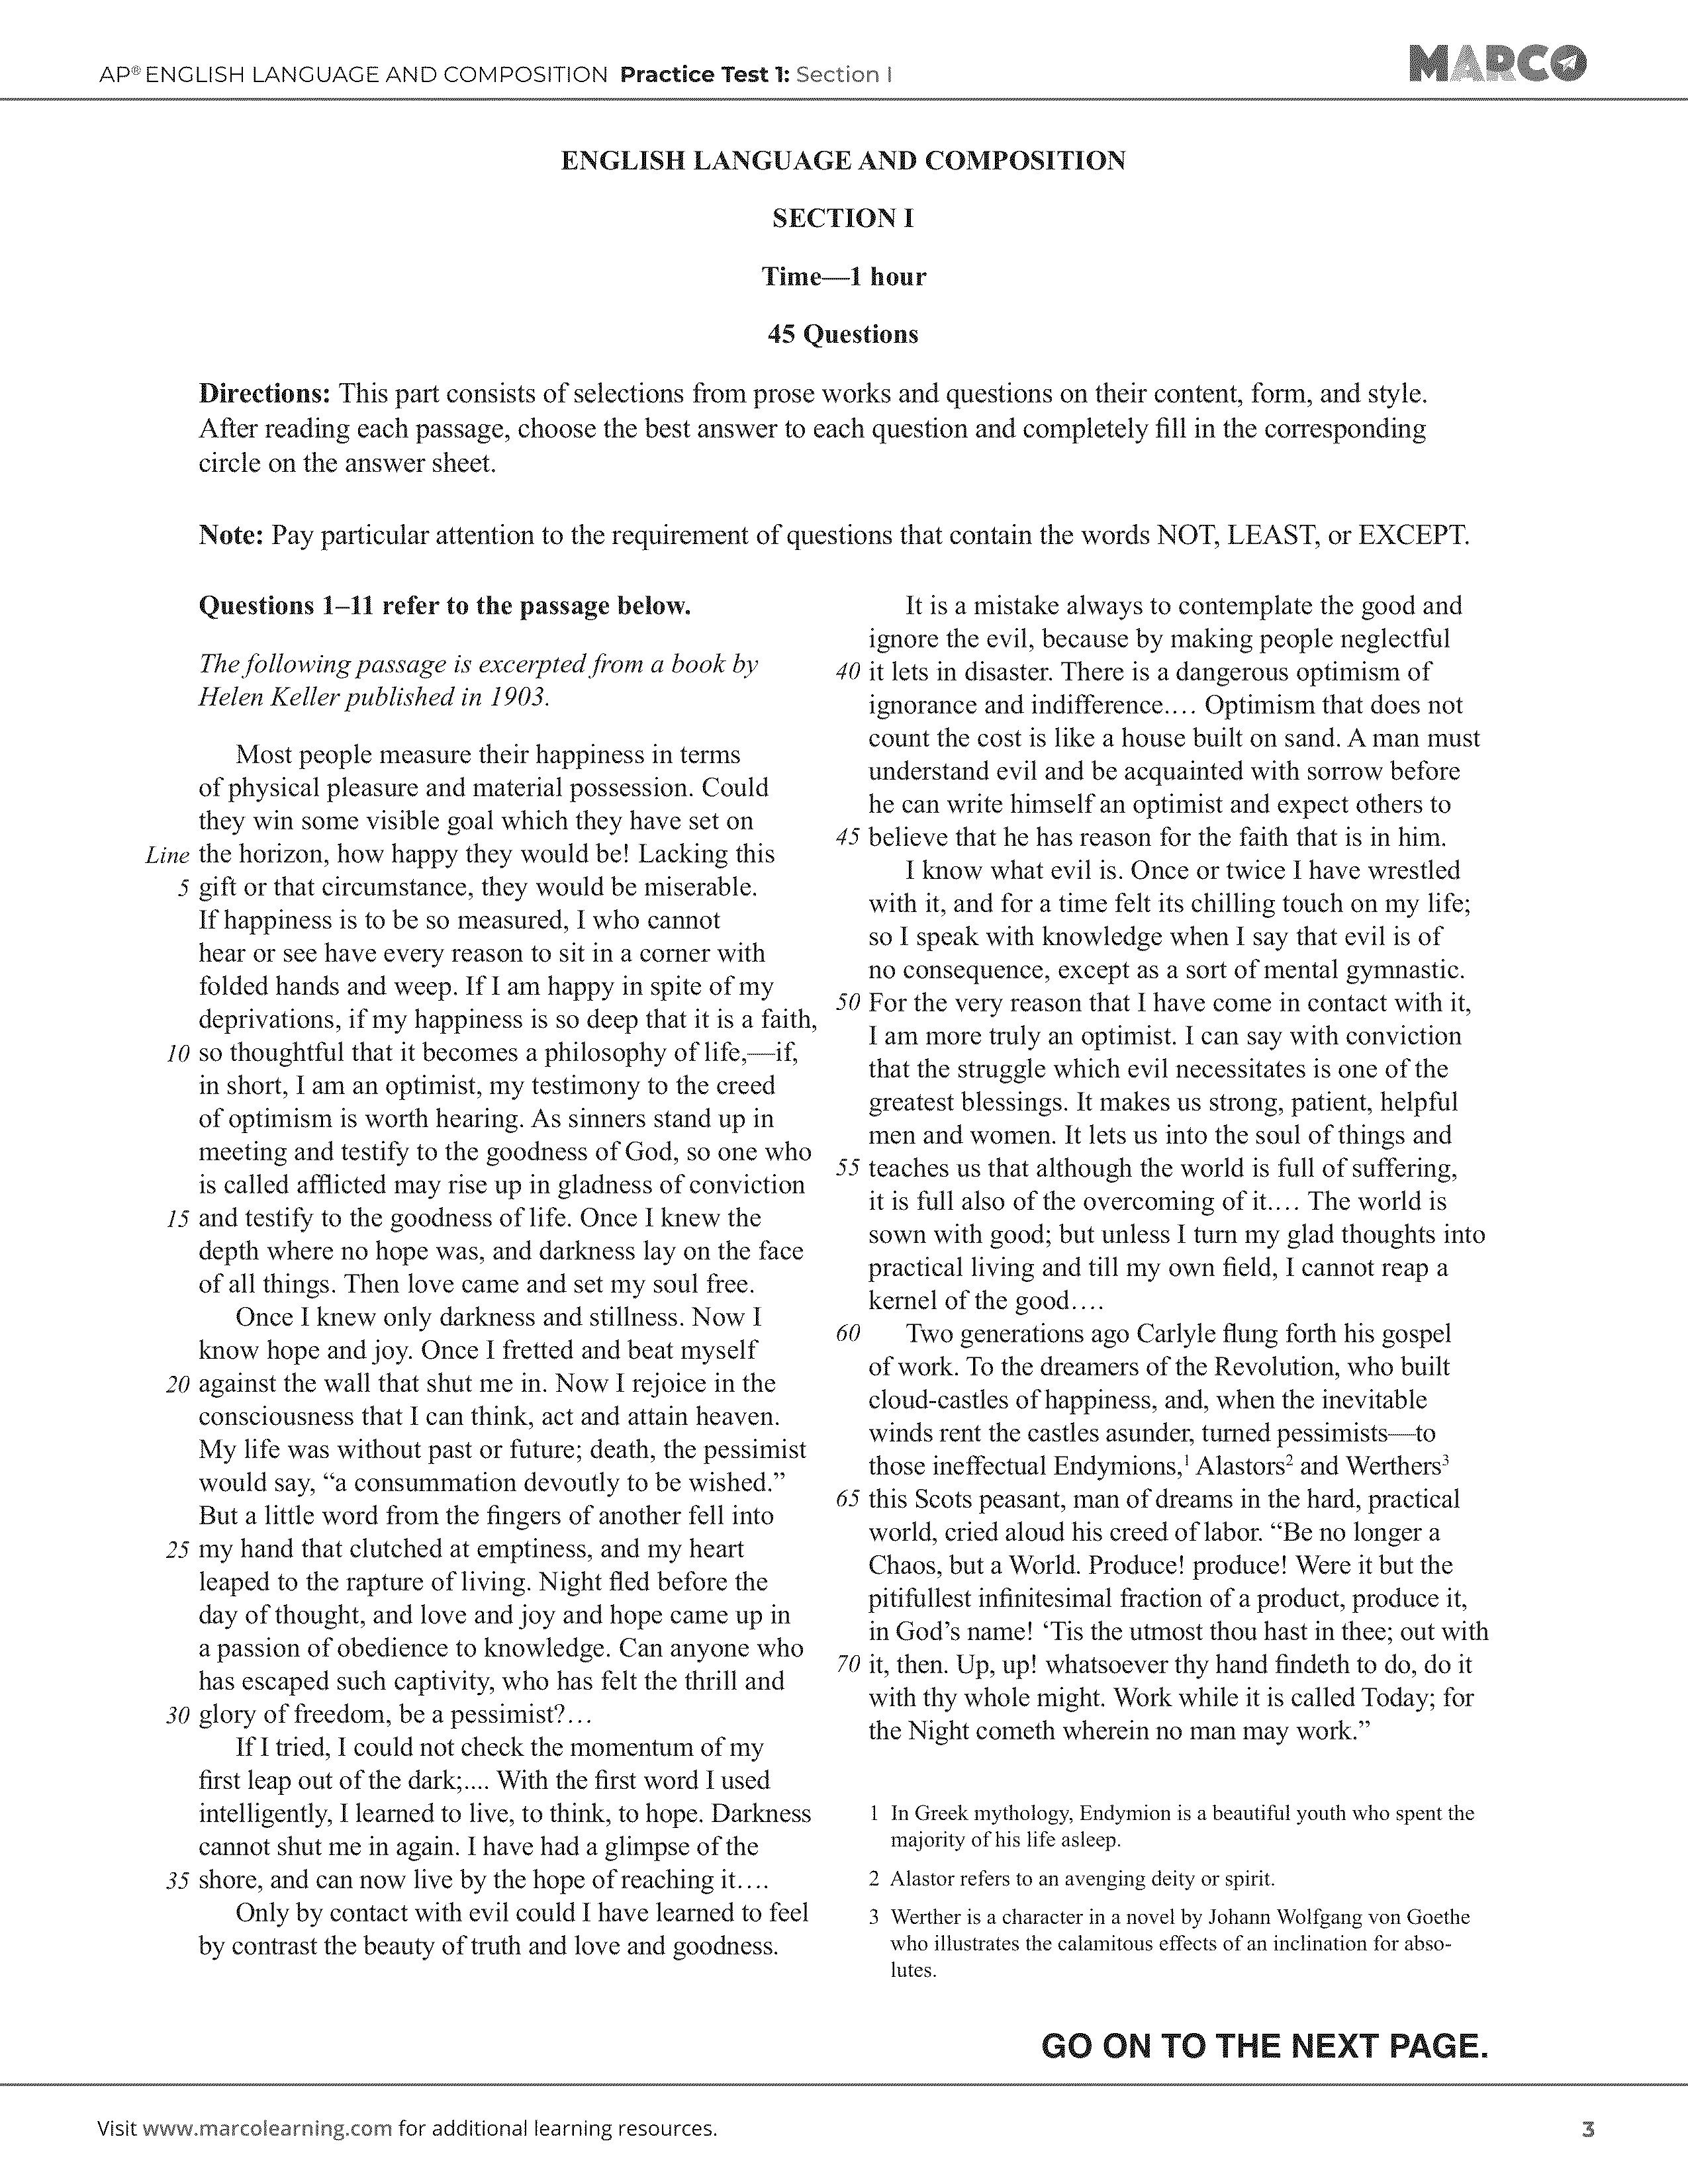 AP® ENGLISH LANGUAGE AND COMPOSITION Practice Test 1: Section I
MARCO
ENGLISH LANGUAGE AND COMPOSITION
SECTION I
Time—1 hour
45 Questions
Directions: This part consists of selections from prose works and questions on their content, form, and style.
After reading each passage, choose the best answer to each question and completely fill in the corresponding
circle on the answer sheet.
Note: Pay particular attention to the requirement of questions that contain the words NOT, LEAST, or EXCEPT.
Questions 1–11 refer to the passage below.
The following passage is excerpted from a book by
Helen Keller published in 1903.
Most people measure their happiness in terms
of physical pleasure and material possession. Could
they win some visible goal which they have set on
Line the horizon, how happy they would be! Lacking this
5 gift or that circumstance, they would be miserable.
If happiness is to be so measured, I who cannot
hear or see have every reason to sit in a corner with
folded hands and weep. If I am happy in spite of my
deprivations, if my happiness is so deep that it is a faith,
10 so thoughtful that it becomes a philosophy of life,—if,
in short, I am an optimist, my testimony to the creed
of optimism is worth hearing. As sinners stand up in
meeting and testify to the goodness of God, so one who
is called afflicted may rise up in gladness of conviction
15 and testify to the goodness of life. Once I knew the
depth where no hope was, and darkness lay on the face
of all things. Then love came and set my soul free.
Once I knew only darkness and stillness. Now I
know hope and joy. Once I fretted and beat myself
20 against the wall that shut me in. Now I rejoice in the
consciousness that I can think, act and attain heaven.
My life was without past or future; death, the pessimist
would say, “a consummation devoutly to be wished.”
But a little word from the fingers of another fell into
25 my hand that clutched at emptiness, and my heart
leaped to the rapture of living. Night fled before the
day of thought, and love and joy and hope came up in
a passion of obedience to knowledge. Can anyone who
has escaped such captivity, who has felt the thrill and
30 glory of freedom, be a pessimist?...
If I tried, I could not check the momentum of my
first leap out of the dark;.... With the first word I used
intelligently, I learned to live, to think, to hope. Darkness
cannot shut me in again. I have had a glimpse of the
35 shore, and can now live by the hope of reaching it....
Only by contact with evil could I have learned to feel
by contrast the beauty of truth and love and goodness.
It is a mistake always to contemplate the good and
ignore the evil, because by making people neglectful
40 it lets in disaster. There is a dangerous optimism of
ignorance and indifference.... Optimism that does not
count the cost is like a house built on sand. A man must
understand evil and be acquainted with sorrow before
he can write himself an optimist and expect others to
45 believe that he has reason for the faith that is in him.
I know what evil is. Once or twice I have wrestled
with it, and for a time felt its chilling touch on my life;
so I speak with knowledge when I say that evil is of
no consequence, except as a sort of mental gymnastic.
50 For the very reason that I have come in contact with it,
I am more truly an optimist. I can say with conviction
that the struggle which evil necessitates is one of the
greatest blessings. It makes us strong, patient, helpful
men and women. It lets us into the soul of things and
55 teaches us that although the world is full of suffering,
it is full also of the overcoming of it.... The world is
sown with good; but unless I turn my glad thoughts into
practical living and till my own field, I cannot reap a
kernel of the good....
60 Two generations ago Carlyle flung forth his gospel
of work. To the dreamers of the Revolution, who built
cloud-castles of happiness, and, when the inevitable
winds rent the castles asunder, turned pessimists—to
those ineffectual Endymions,1 Alastors2 and Werthers3
65 this Scots peasant, man of dreams in the hard, practical
world, cried aloud his creed of labor. “Be no longer a
Chaos, but a World. Produce! produce! Were it but the
pitifullest infinitesimal fraction of a product, produce it,
in God’s name! ‘Tis the utmost thou hast in thee; out with
70 it, then. Up, up! whatsoever thy hand findeth to do, do it
with thy whole might. Work while it is called Today; for
the Night cometh wherein no man may work.”
1 In Greek mythology, Endymion is a beautiful youth who spent the
majority of his life asleep.
2 Alastor refers to an avenging deity or spirit.
3 Werther is a character in a novel by Johann Wolfgang von Goethe
who illustrates the calamitous effects of an inclination for abso-
lutes.
GO ON TO THE NEXT PAGE.
Visit www.marcolearning.com for additional learning resources.
3